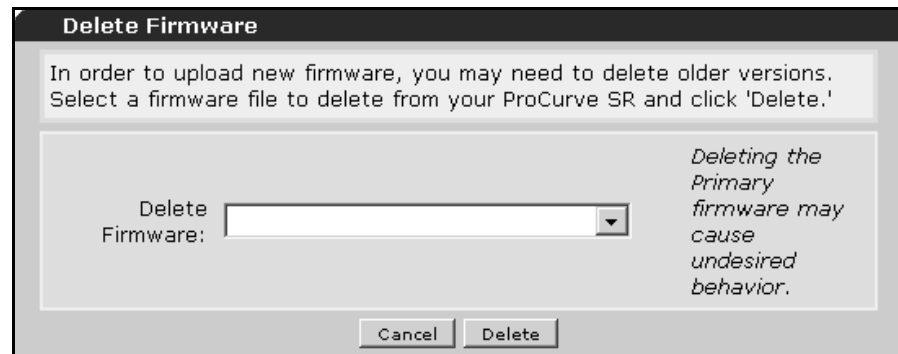 Delete Firmware
In order to upload new firmware, you may need to delete older versions.
Select a firmware file to delete from your ProCurve SR and click 'Delete.'
Delete
Firmware:
Deleting the
Primary
firmware may
cause
undesired
behavior.
Cancel
Delete